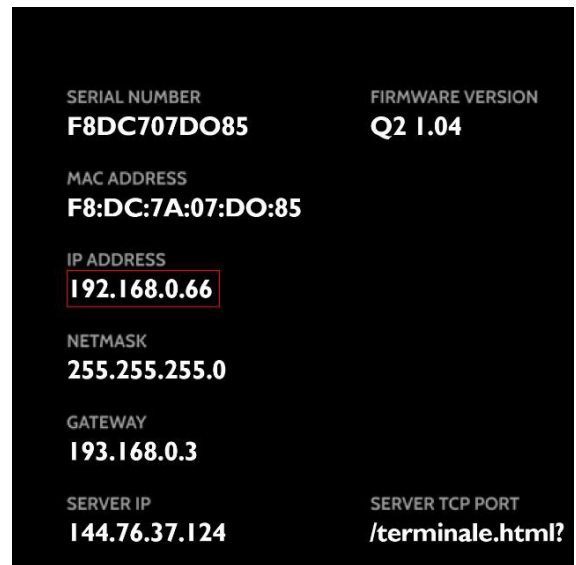 SERIAL NUMBER
F8DC707DO85
FIRMWARE VERSION
Q2 1.04
MAC ADDRESS
F8:DC:7A:07:DO:85
IP ADDRESS
192.168.0.66
NETMASK
255.255.255.0
GATEWAY
193.168.0.3
SERVER IP
144.76.37.124
SERVER TCP PORT
/terminale.html?